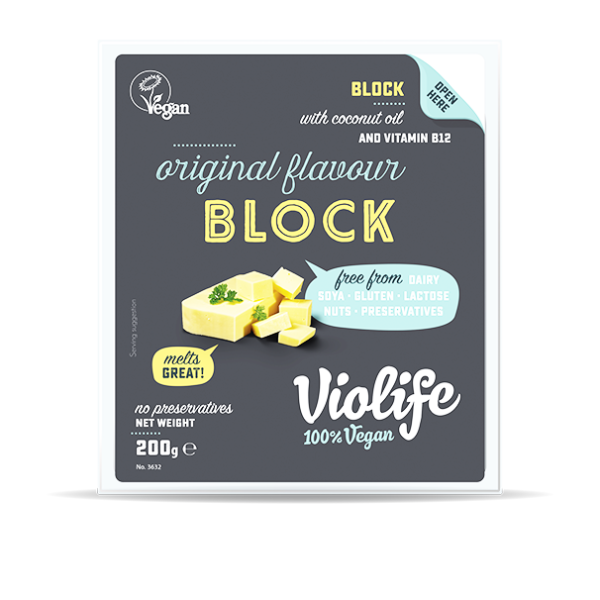 Vegan
BLOCK
with coconut oil
AND VITAMIN B12
OPEN
HERE
original flavour
BLOCK
free from DAIRY
SOYA • GLUTEN • LACTOSE
NUTS • PRESERVATIVES
Serving suggestion
melts
GREAT!
no preservatives
NET WEIGHT
200g ℮
No. 3632
Violife
100% Vegan